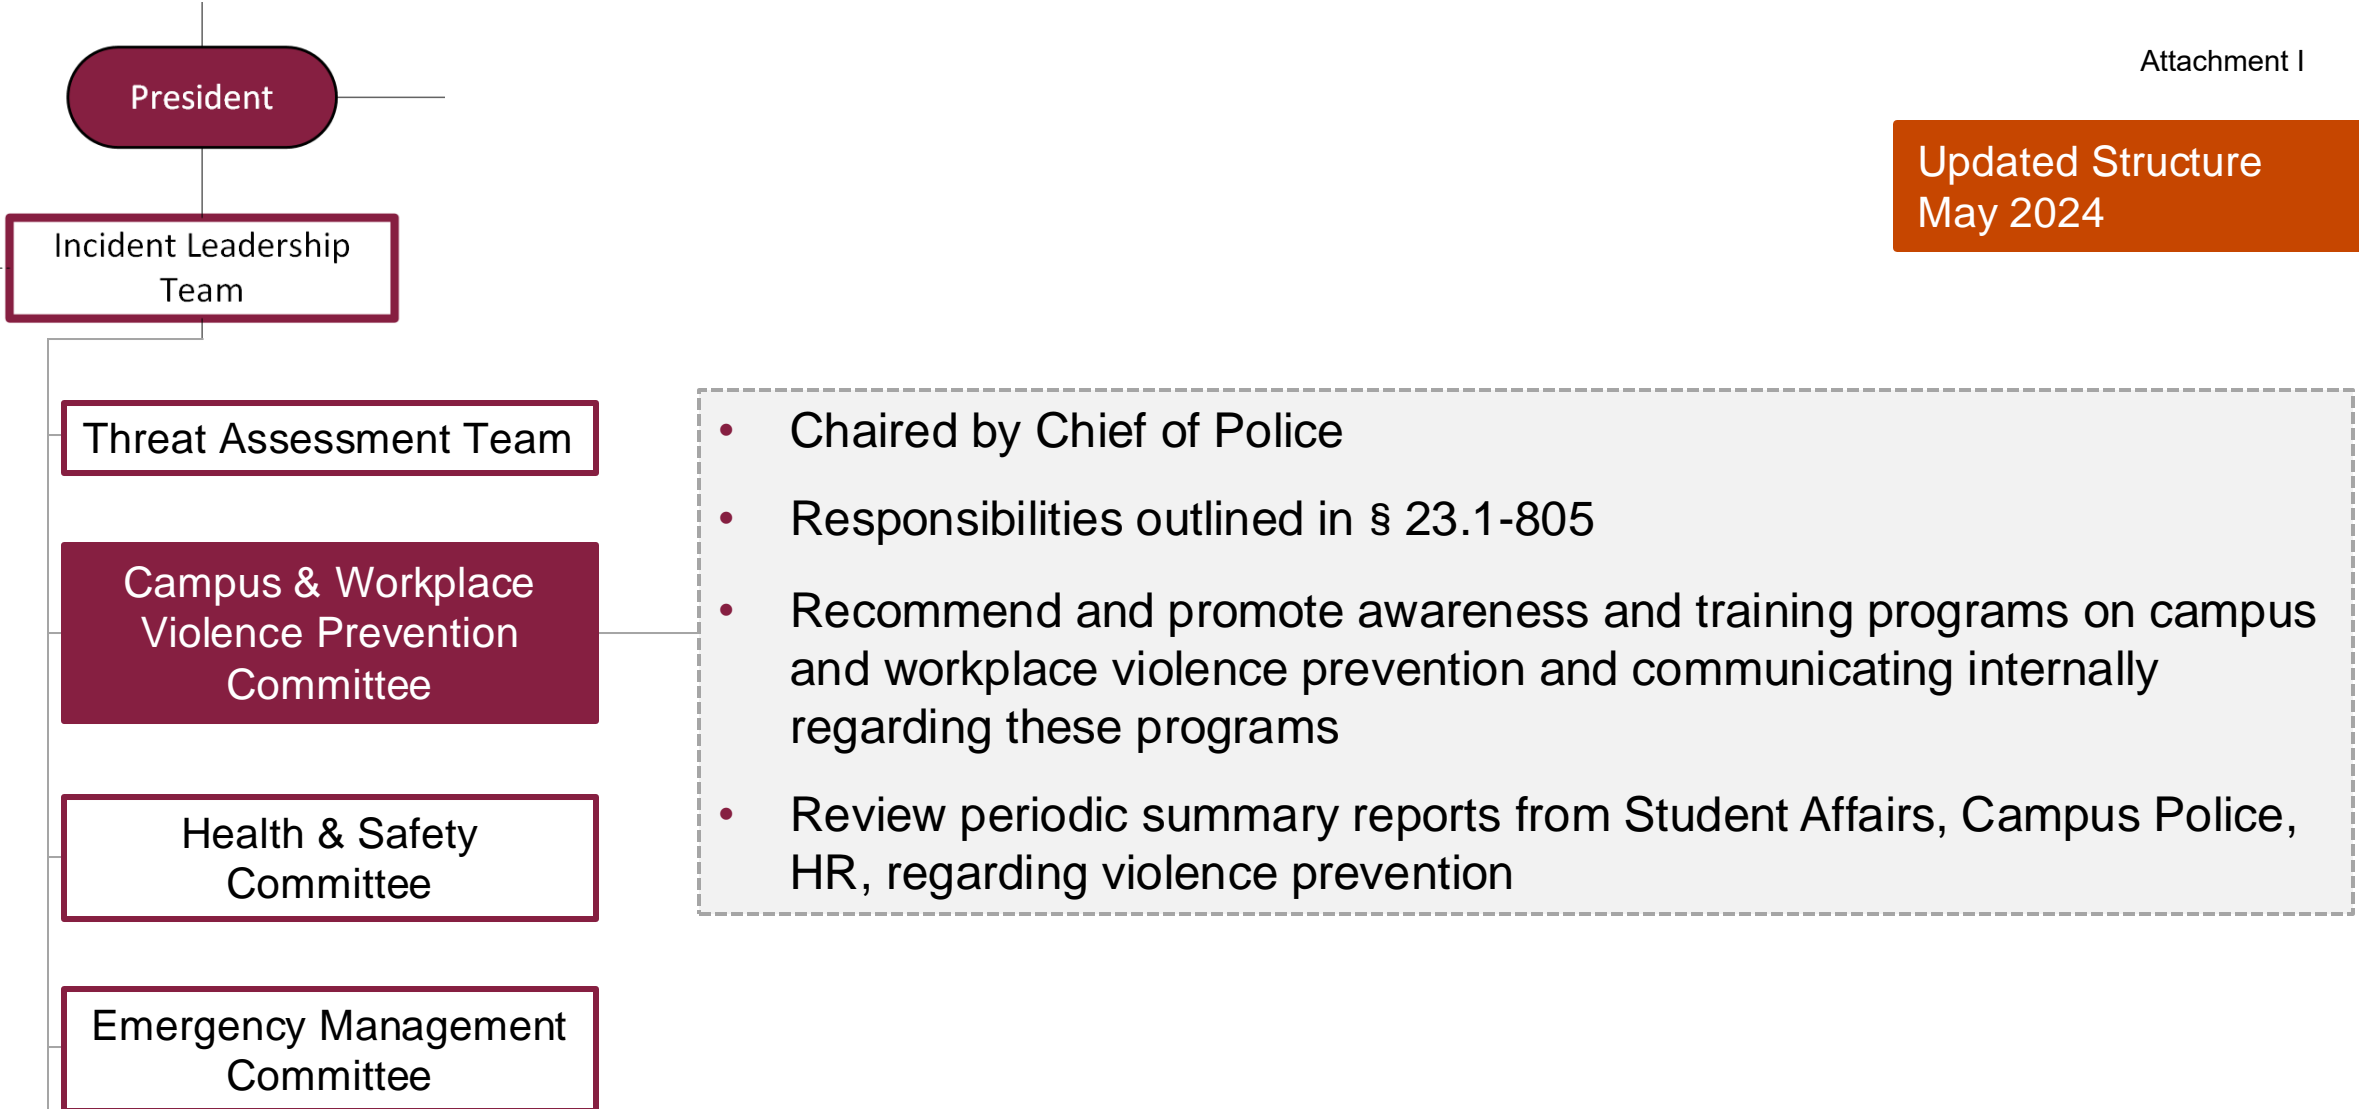 Attachment I
President
Updated Structure
May 2024
Incident Leadership
Team
Threat Assessment Team
Campus & Workplace
Violence Prevention
Committee
Health & Safety
Committee
Emergency Management
Committee
• Chaired by Chief of Police
• Responsibilities outlined in § 23.1-805
• Recommend and promote awareness and training programs on campus
and workplace violence prevention and communicating internally
regarding these programs
• Review periodic summary reports from Student Affairs, Campus Police,
HR, regarding violence prevention